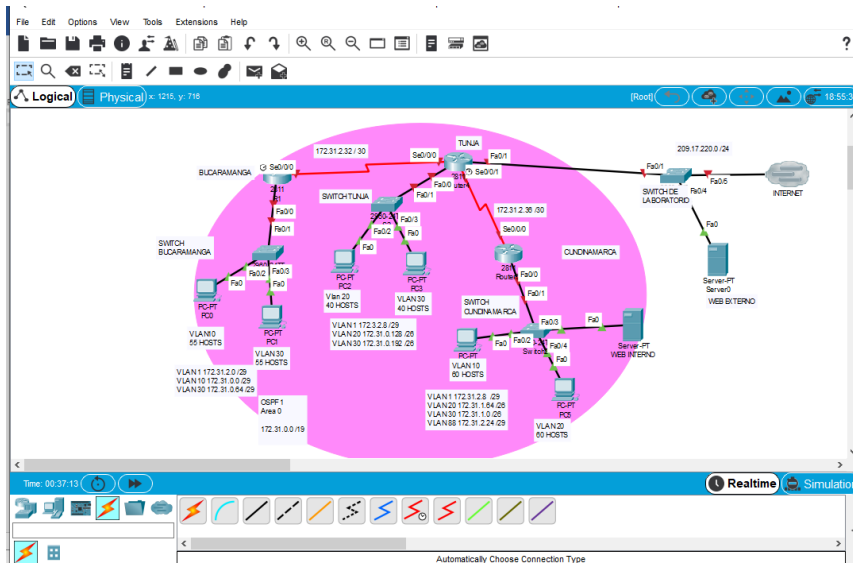 File Edit Options View Tools Extensions Help
?
Logical
Physical
x: 1215, y: 716
[Root]
18:55:3
209.17.220.0 /24
TUNJA
172.31.2.32 / 30
Se0/0/0
Fa0/1
Se0/0/0
BUCARAMANGA
Se0/0/1
Fa0/0
Fa0/1
Fa0/1
Fa0/5
Fa0/4
SWITCH DE
LABORATORIO
INTERNET
SWITCH TUNJA
Fa0/0
Fa0/1
172.31.2.36 /30
Fa0/2
Fa0/3
Fa0
Fa0
Se0/0/0
Fa0
SWITCH
BUCARAMANGA
CUNDINAMARCA
Fa0/2
Fa0/3
Fa0
Fa0
PC-PT
PC2
PC-PT
PC3
Fa0/0
Fa0/1
Server-PT
Server0
WEB EXTERNO
PC-PT
PC0
Vlan 20
40 HOSTS
VLAN 30
40 HOSTS
SWITCH
CUNDINAMARCA
PC-PT
PC1
VLAN10
55 HOSTS
VLAN 30
55 HOSTS
VLAN 1 172.3.2.8 /29
VLAN 20 172.31.0.128 /26
VLAN 30 172.31.0.192 /26
Fa0/3
Fa0
Fa0
Fa0/2
Fa0/4
Fa0
PC-PT
Server-PT
WEB INTERNO
VLAN 10
60 HOSTS
VLAN 1 172.31.2.0 /29
VLAN 10 172.31.0.0 /29
VLAN 30 172.31.0.64 /29
PC-PT
PC5
VLAN 20
60 HOSTS
OSPF 1
Area 0
172.31.0.0 /19
VLAN 1 172.31.2.8 /29
VLAN 20 172.31.1.64 /26
VLAN 30 172.31.1.0 /26
VLAN 88 172.31.2.24 /29
Time: 00:37:13
Realtime
Simulation
Automatically Choose Connection Type